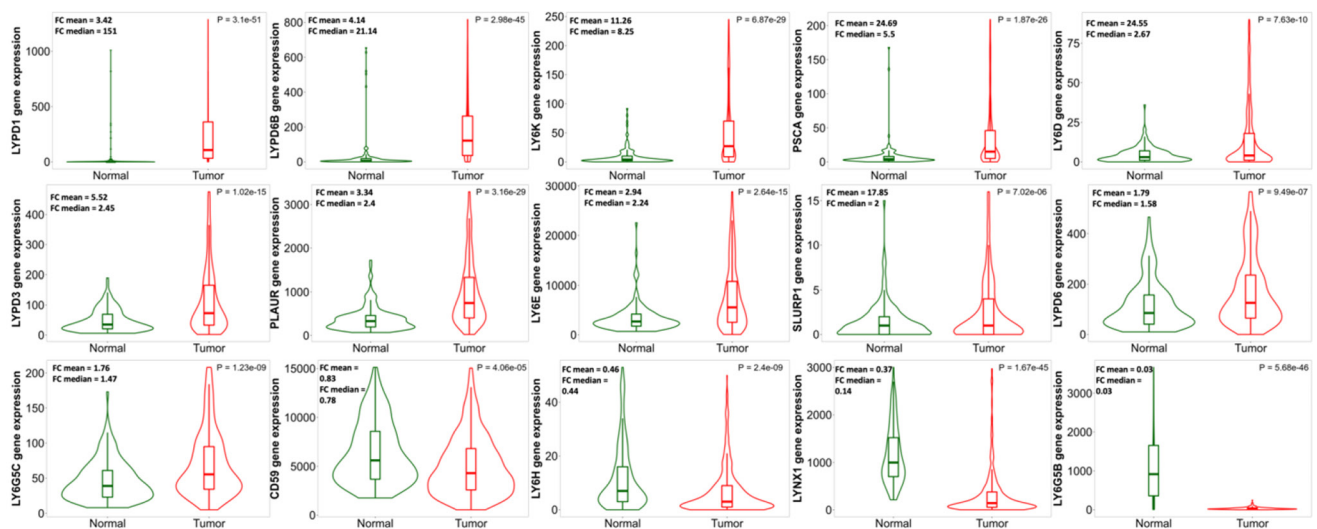 LYPD1 gene expression
FC mean = 3.42
FC median = 151
P = 3.1e-51
1000
500
0
Normal
Tumor
LYPD6B gene expression
FC mean = 4.14
FC median = 21.14
P = 2.98e-45
800
600
400
200
0
Normal
Tumor
LY6K gene expression
FC mean = 11.26
FC median = 8.25
P = 6.87e-29
250
200
150
100
50
0
Normal
Tumor
PSCA gene expression
FC mean = 24.69
FC median = 5.5
P = 1.87e-26
200
150
100
50
0
Normal
Tumor
LY6D gene expression
FC mean = 24.55
FC median = 2.67
P = 7.63e-10
75
50
25
0
Normal
Tumor
LYPD3 gene expression
FC mean = 5.52
FC median = 2.45
P = 1.02e-15
400
300
200
100
0
Normal
Tumor
PLAUR gene expression
FC mean = 3.34
FC median = 2.4
P = 3.16e-29
3000
2000
1000
0
Normal
Tumor
LY6E gene expression
FC mean = 2.94
FC median = 2.24
P = 2.64e-15
30000
20000
10000
0
Normal
Tumor
SLURP1 gene expression
FC mean = 17.85
FC median = 2
P = 7.02e-06
15
10
5
0
Normal
Tumor
LYPD6 gene expression
FC mean = 1.79
FC median = 1.58
P = 9.49e-07
400
200
0
Normal
Tumor
LY6G5C gene expression
FC mean = 1.76
FC median = 1.47
P = 1.23e-09
200
150
100
50
0
Normal
Tumor
CD59 gene expression
FC mean =
0.83
FC median =
0.78
P = 4.06e-05
15000
10000
5000
0
Normal
Tumor
LY6H gene expression
FC mean = 0.46
FC median =
0.44
P = 2.4e-09
50
40
30
20
10
0
Normal
Tumor
LYNX1 gene expression
FC mean = 0.37
FC median =
0.14
P = 1.67e-45
3000
2000
1000
0
Normal
Tumor
LY6G5B gene expression
FC mean = 0.03
FC median =
0.03
P = 5.68e-46
3000
2000
1000
0
Normal
Tumor